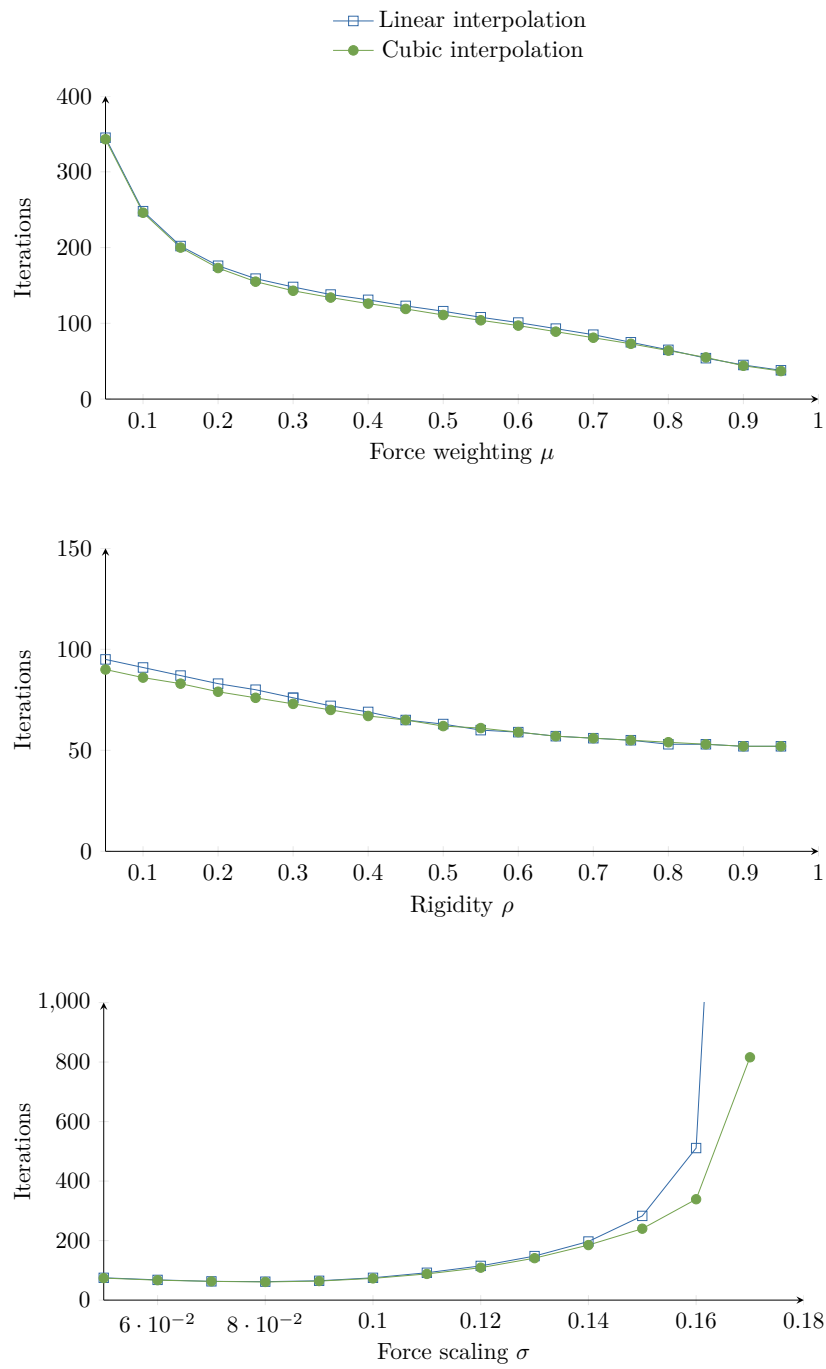 Linear interpolation
Cubic interpolation
400
300
200
100
0
Iterations
0.1 0.2 0.3 0.4 0.5 0.6 0.7 0.8 0.9 1
Force weighting μ
150
100
50
0
Iterations
0.1 0.2 0.3 0.4 0.5 0.6 0.7 0.8 0.9 1
Rigidity ρ
1,000
800
600
400
200
0
Iterations
6 · 10⁻² 8 · 10⁻² 0.1 0.12 0.14 0.16 0.18
Force scaling σ